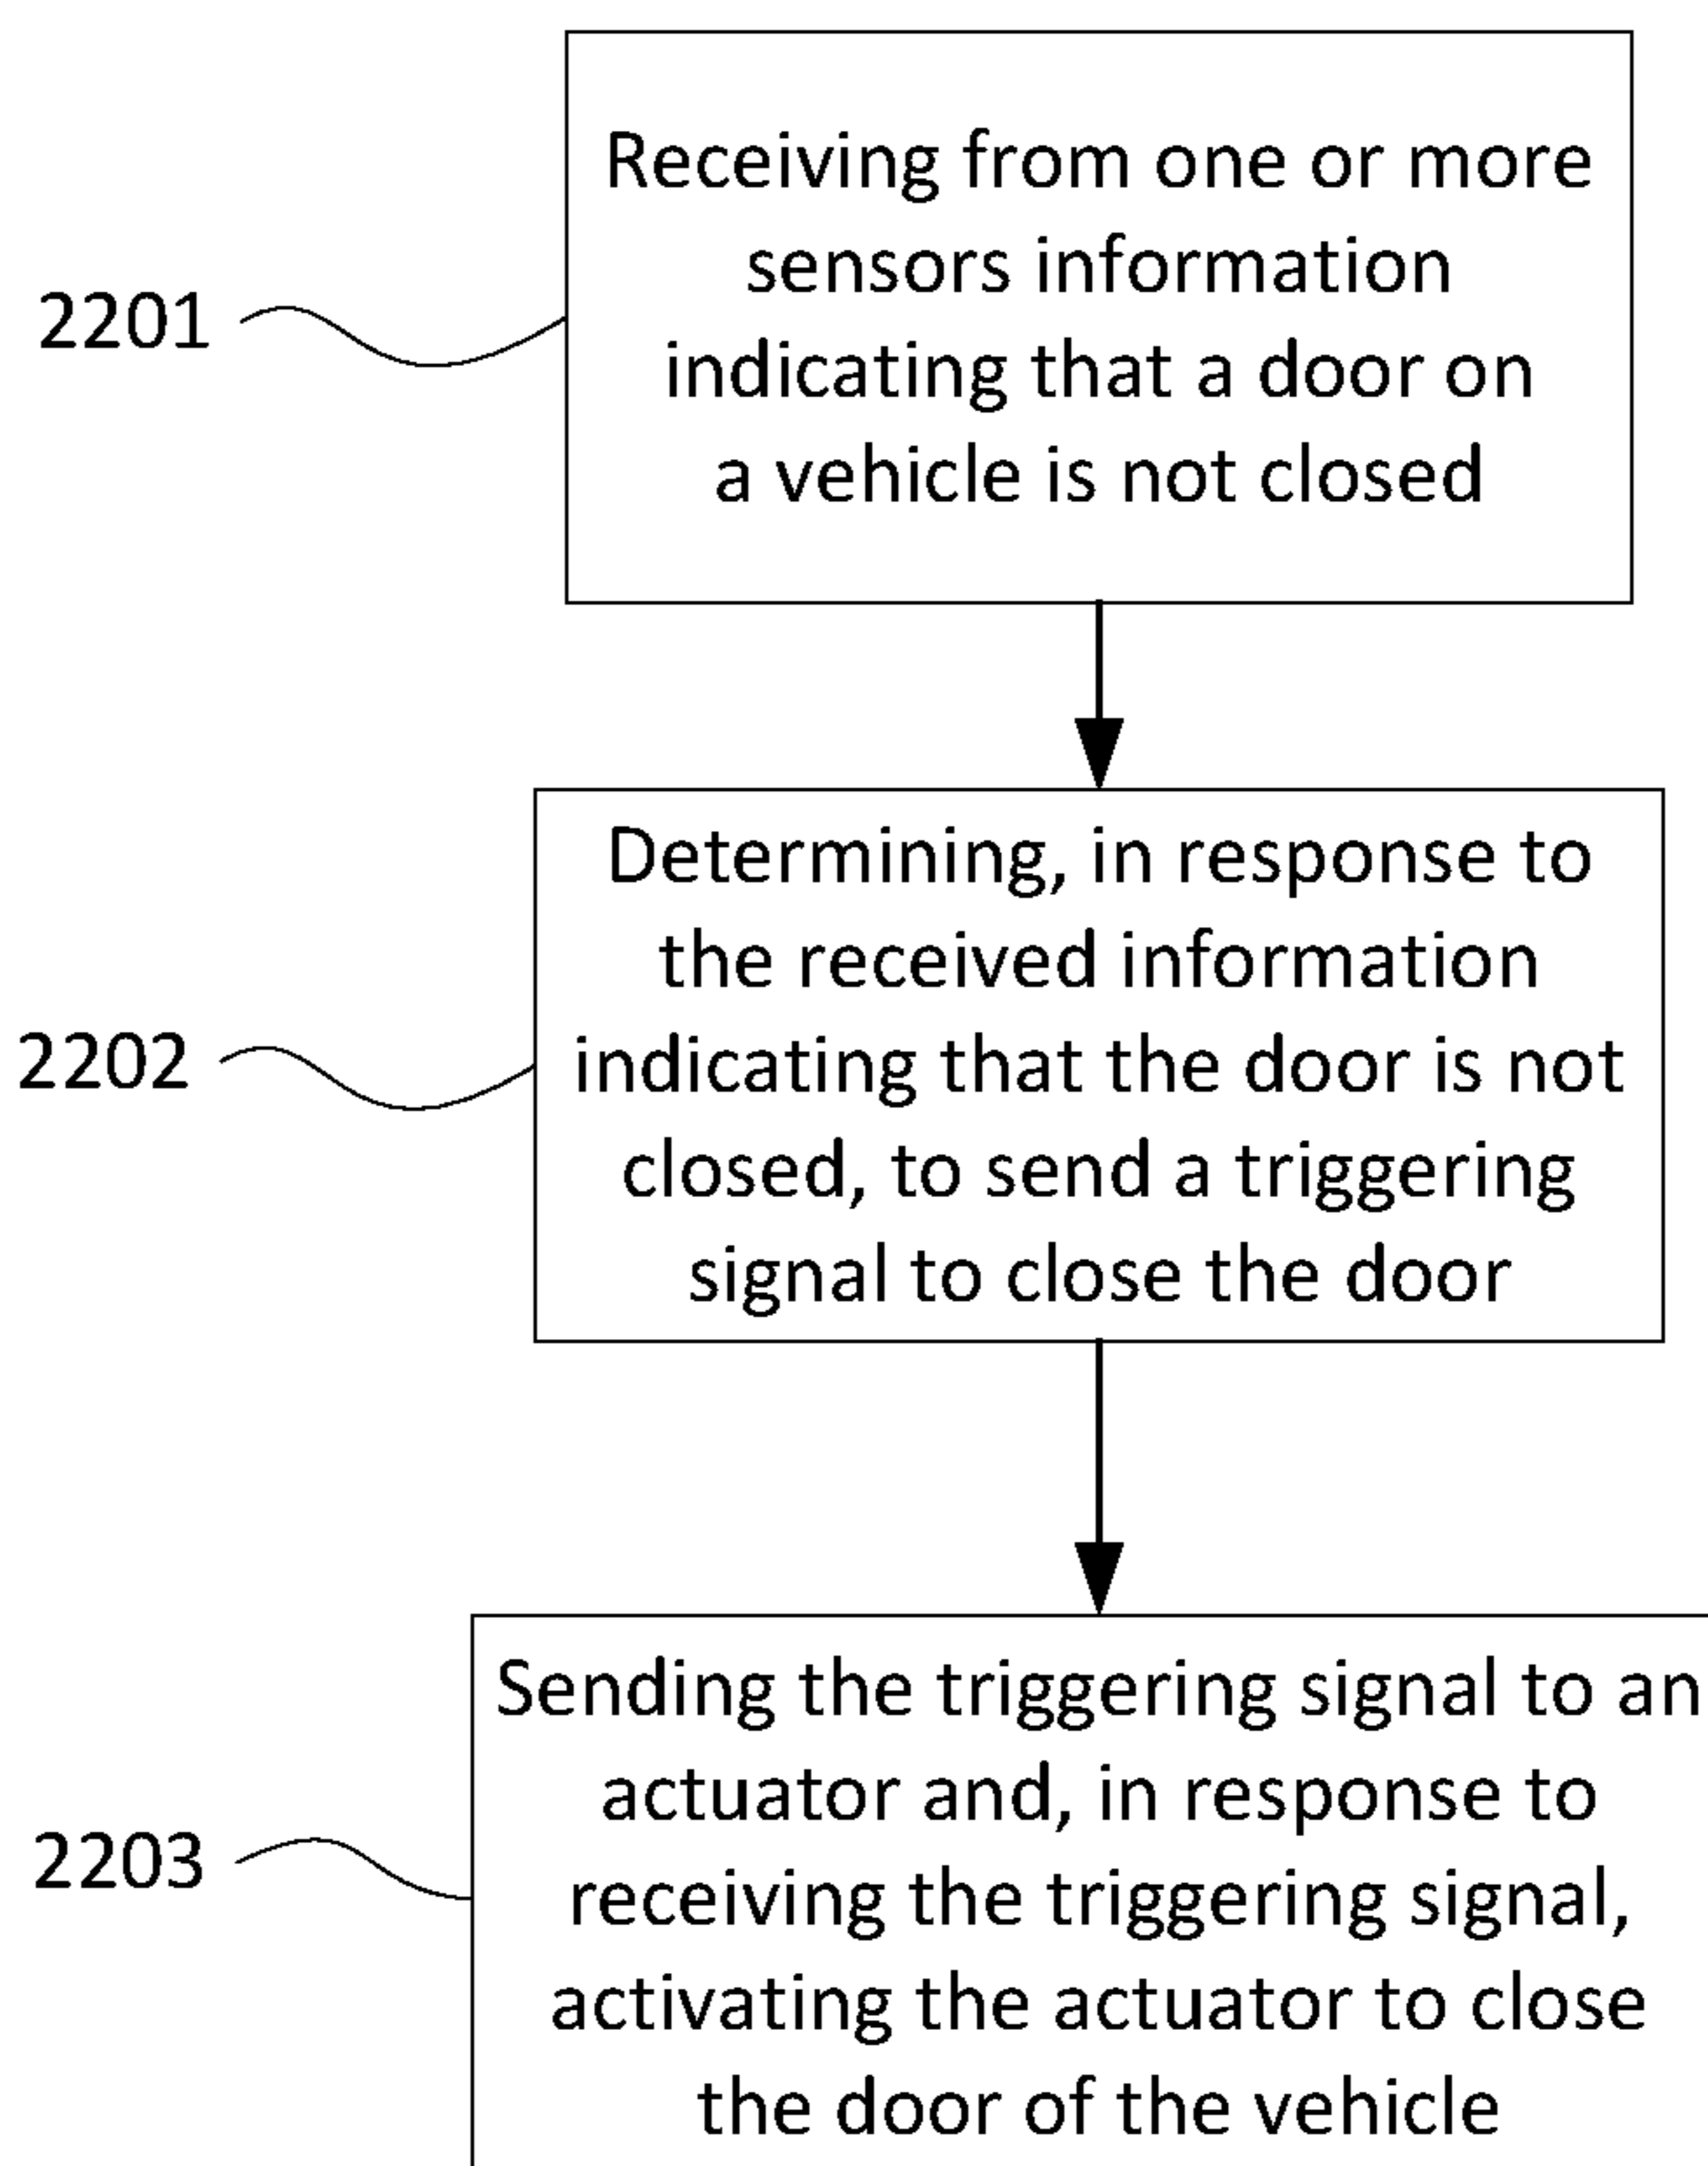 2201
Receiving from one or more
sensors information
indicating that a door on
a vehicle is not closed
2202
Determining, in response to
the received information
indicating that the door is not
closed, to send a triggering
signal to close the door
2203
Sending the triggering signal to an
actuator and, in response to
receiving the triggering signal,
activating the actuator to close
the door of the vehicle